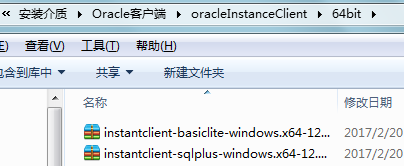 « 安装介质 ▸ Oracle客户端 ▸ oracleInstanceClient ▸ 64bit ▸
查看(V) 工具(T) 帮助(H)
含到库中 ▾ 共享 ▾ 新建文件夹
名称 修改日期
instantclient-basiclite-windows.x64-12... 2017/2/20
instantclient-sqlplus-windows.x64-12.... 2017/2/20